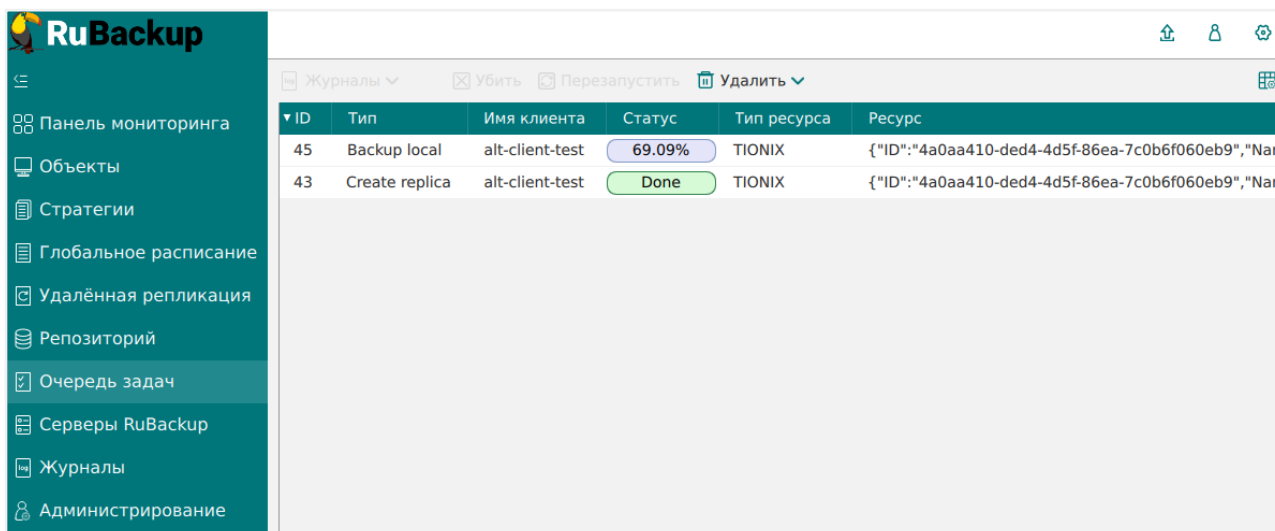 RuBackup
Журналы Убить Перезапустить Удалить
Панель мониторинга
Объекты
Стратегии
Глобальное расписание
Удалённая репликация
Репозиторий
Очередь задач
Серверы RuBackup
Журналы
Администрирование
ID Тип Имя клиента Статус Тип ресурса Ресурс
45 Backup local alt-client-test 69.09% TIONIX {"ID":"4a0aa410-ded4-4d5f-86ea-7c0b6f060eb9","Nar
43 Create replica alt-client-test Done TIONIX {"ID":"4a0aa410-ded4-4d5f-86ea-7c0b6f060eb9","Nar